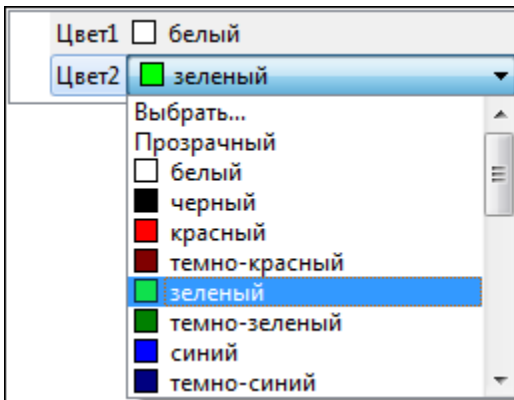 Цвет1 белый
Цвет2 зеленый
Выбрать...
Прозрачный
белый
черный
красный
темно-красный
зеленый
темно-зеленый
синий
темно-синий